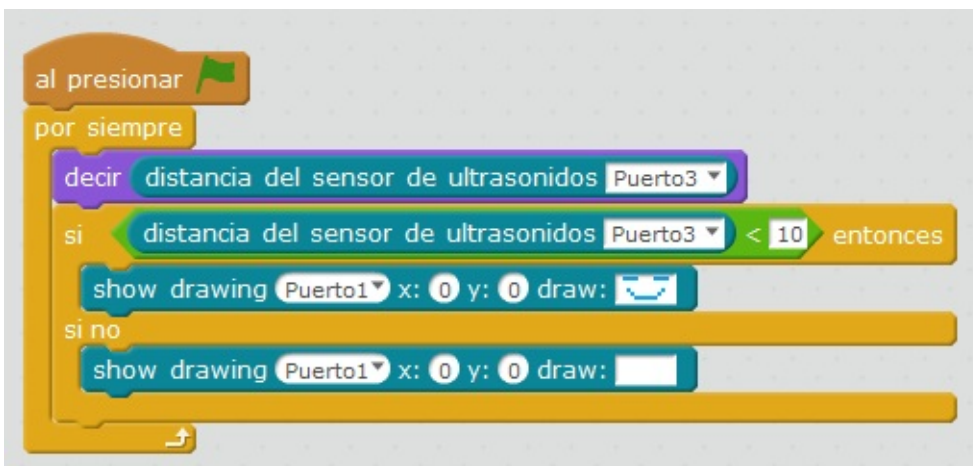 al presionar
por siempre
decir distancia del sensor de ultrasonidos Puerto3
si distancia del sensor de ultrasonidos Puerto3 < 10 entonces
show drawing Puerto1 x: 0 y: 0 draw:
si no
show drawing Puerto1 x: 0 y: 0 draw: